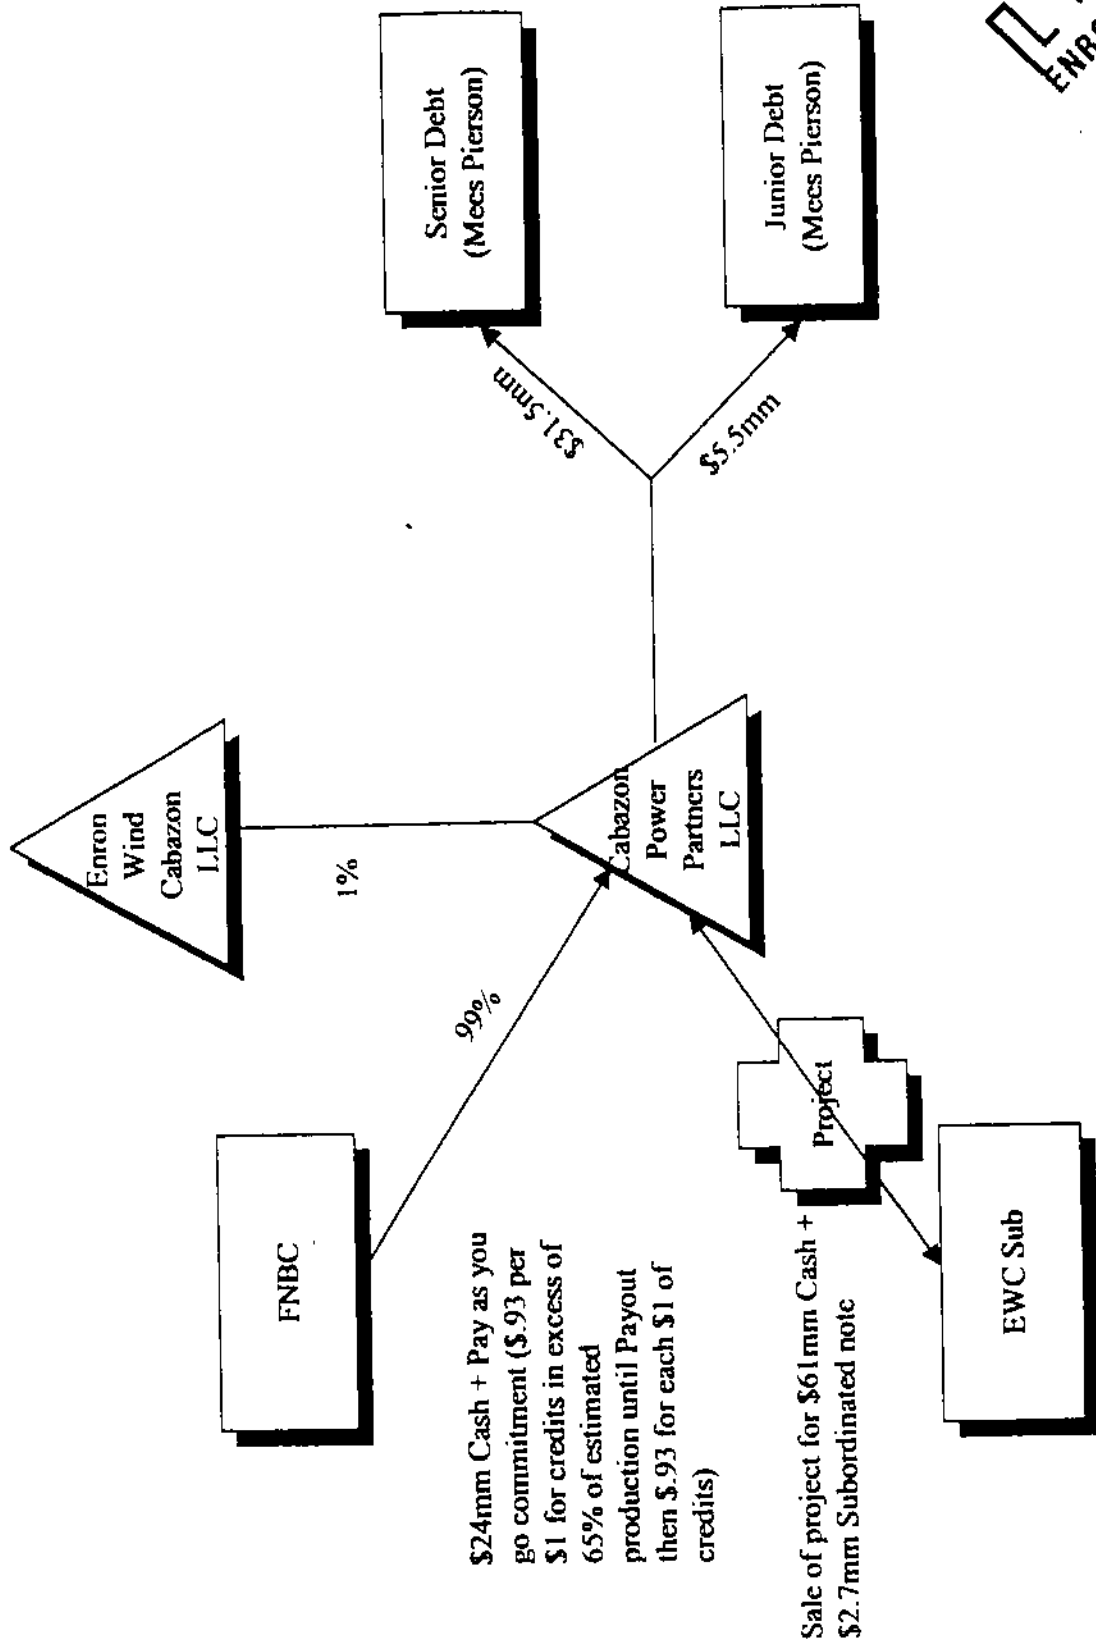 Enron
Wind
Cabazon
LLC
1%
FNBC
99%
$24mm Cash + Pay as you
go commitment ($.93 per
$1 for credits in excess of
65% of estimated
production until Payout
then $.93 for each $1 of
credits)
Cabazon
Power
Partners
LLC
$31.5mm
Senior Debt
(Mees Pierson)
$5.5mm
Junior Debt
(Mees Pierson)
Project
Sale of project for $61mm Cash +
$2.7mm Subordinated note
EWC Sub